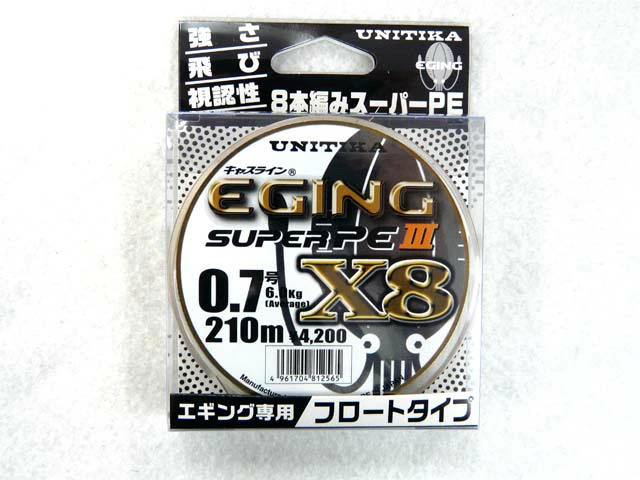 強さ
飛び
視認性
UNITIKA
EGING
8本編みスーパーPE
UNITIKA
キャスライン®
EGING
SUPER PE III
X8
0.7号
(Average)
210m
¥4,200
4 961704 812565
エギング専用 フロートタイプ